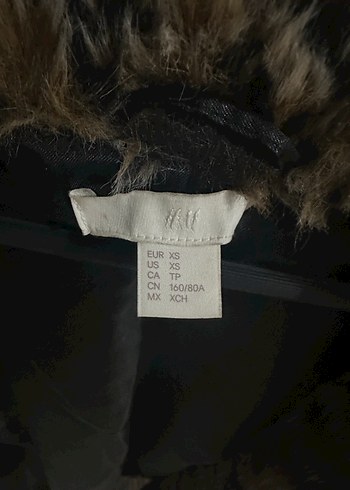 H&M
EUR XS
US XS
CA TP
CN 160/80A
MX XCH